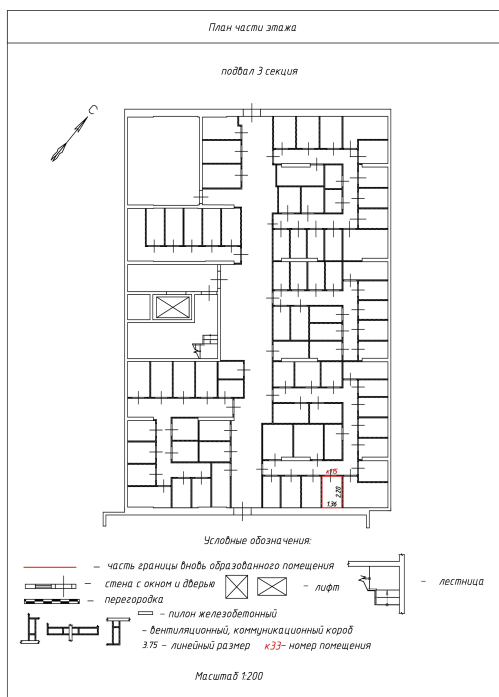 План части этажа
подвал 3 секция
С
к15
2.20
1.36
Условные обозначения:
– часть границы вновь образованного помещения
– стена с окном и дверью
– лифт
– лестница
– перегородка
– пилон железобетонный
– вентиляционный, коммуникационный короб
3.75 – линейный размер к33– номер помещения
Масштаб 1:200